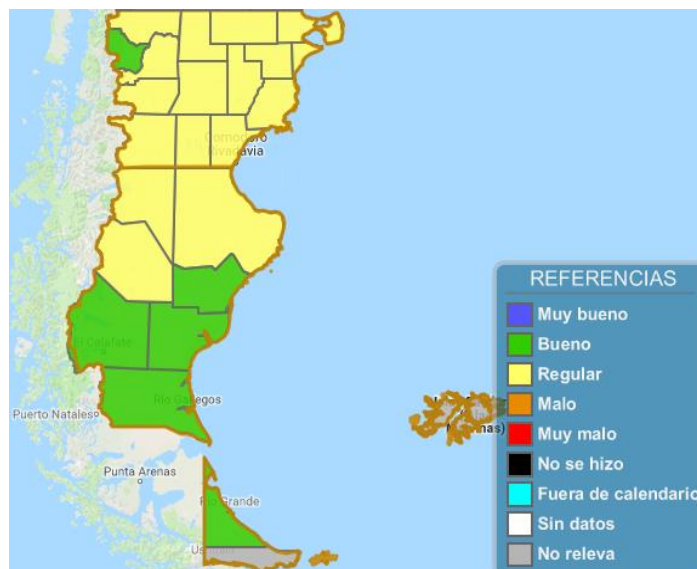 Comodoro
Rivadavia
El Calafate
Río Gallegos
Puerto Natales
Punta Arenas
Río Grande
Ushuaia
REFERENCIAS
Muy bueno
Bueno
Regular
Malo
Muy malo
No se hizo
Fuera de calendario
Sin datos
No releva